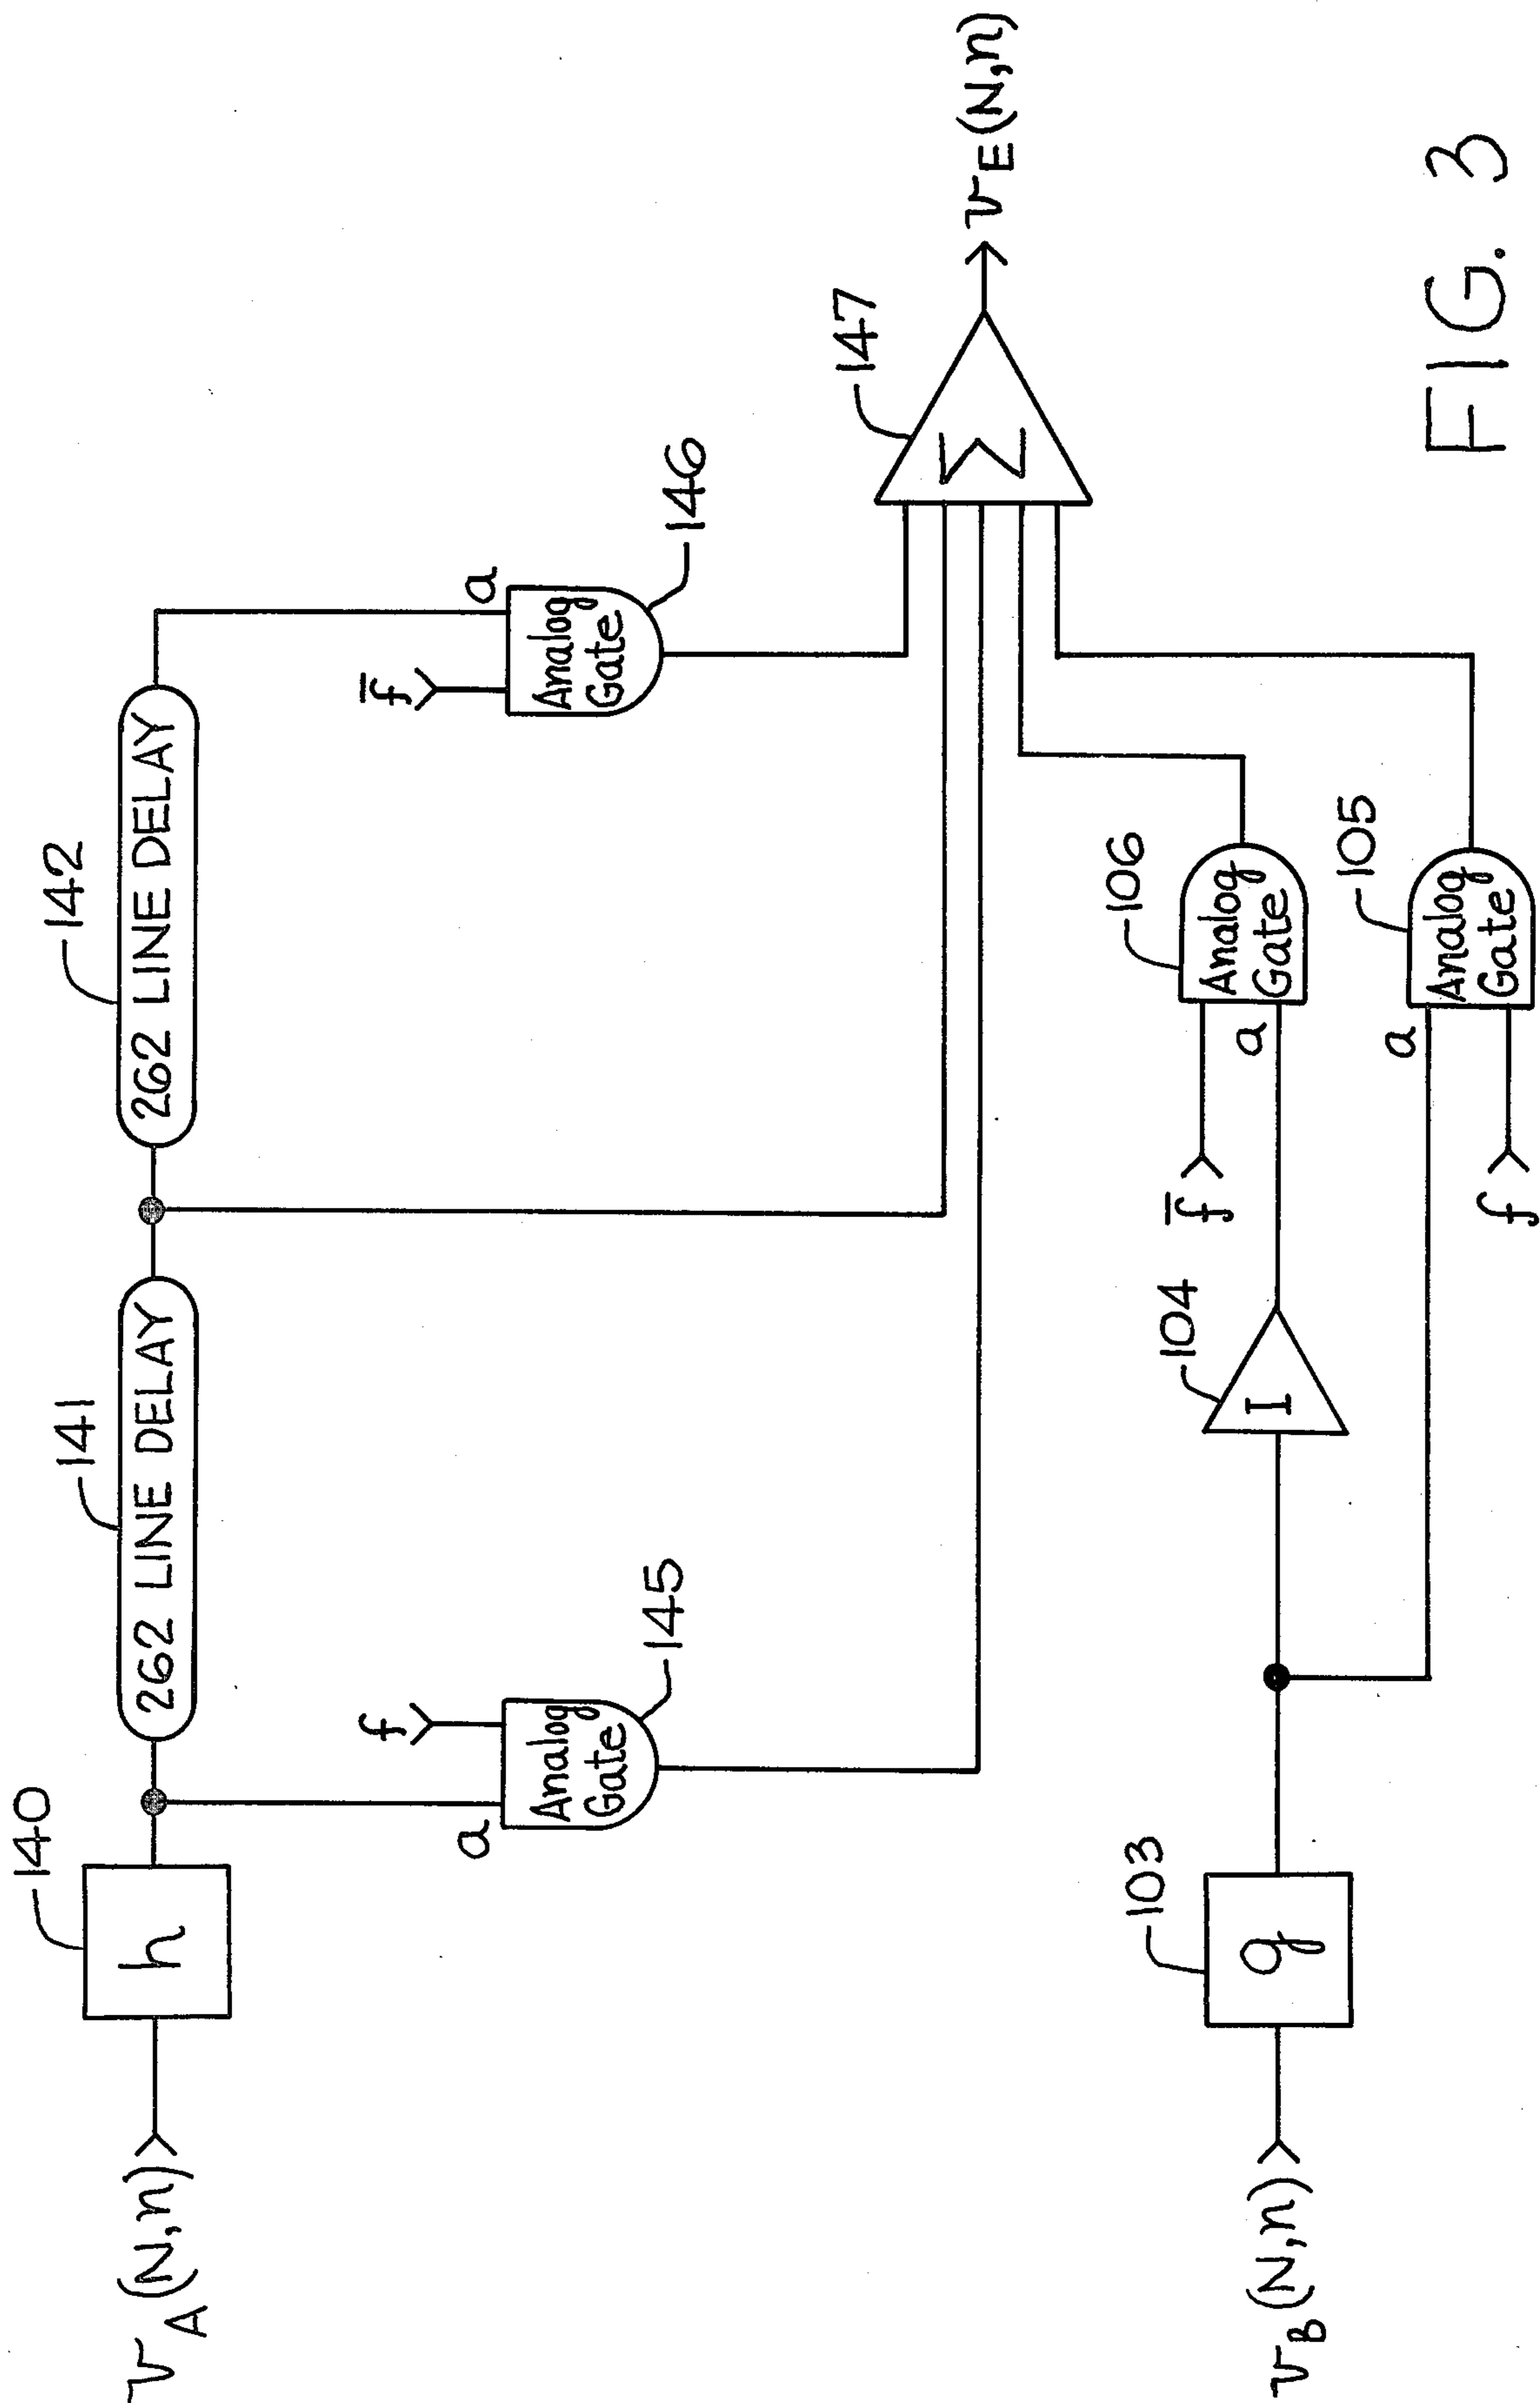 140
141
142
v_A(N,n)
h
262 LINE DELAY
262 LINE DELAY
f
f̅
a
a
Analog
Gate
Analog
Gate
145
146
147
Σ
v_E(N,n)
103
104
106
f̅
Analog
Gate
a
v_B(N,n)
g
I
105
a
Analog
Gate
f
FIG. 3